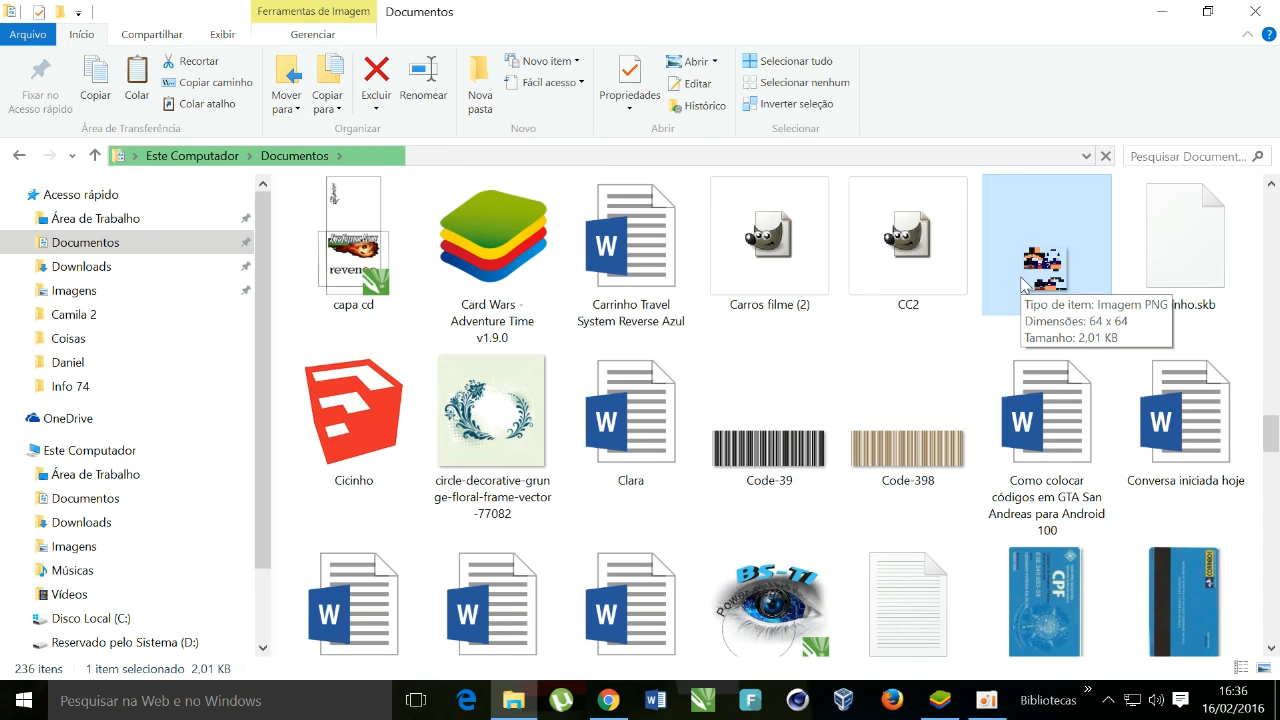 Ferramentas de Imagem
Documentos
Arquivo
Início
Compartilhar
Exibir
Gerenciar
Fixar no
Acesso rápido
Copiar
Colar
Recortar
Copiar caminho
Colar atalho
Área de Transferência
Mover
para
Copiar
para
Excluir
Renomear
Organizar
Nova
pasta
Novo item
Fácil acesso
Novo
Propriedades
Abrir
Editar
Histórico
Abrir
Selecionar tudo
Selecionar nenhum
Inverter seleção
Selecionar
Este Computador
Documentos
Pesquisar Document...
Acesso rápido
Área de Trabalho
Documentos
Downloads
Imagens
Camila 2
Coisas
Daniel
Info 74
OneDrive
Este Computador
Área de Trabalho
Documentos
Downloads
Imagens
Músicas
Vídeos
Disco Local (C:)
Reservado pelo Sistema (D:)
capa cd
Card Wars -
Adventure Time
v1.9.0
Carrinho Travel
System Reverse Azul
Carros filme (2)
CC2
inho.skb
Tipo de item: Imagem PNG
Dimensões: 64 x 64
Tamanho: 2,01 KB
Cicinho
circle-decorative-grun
ge-floral-frame-vector
-77082
Clara
Code-39
Code-398
Como colocar
códigos em GTA San
Andreas para Android
100
Conversa iniciada hoje
BS-TI
Power
CPF
236 itens
1 item selecionado 2,01 KB
Pesquisar na Web e no Windows
Bibliotecas
16:36
16/02/2016